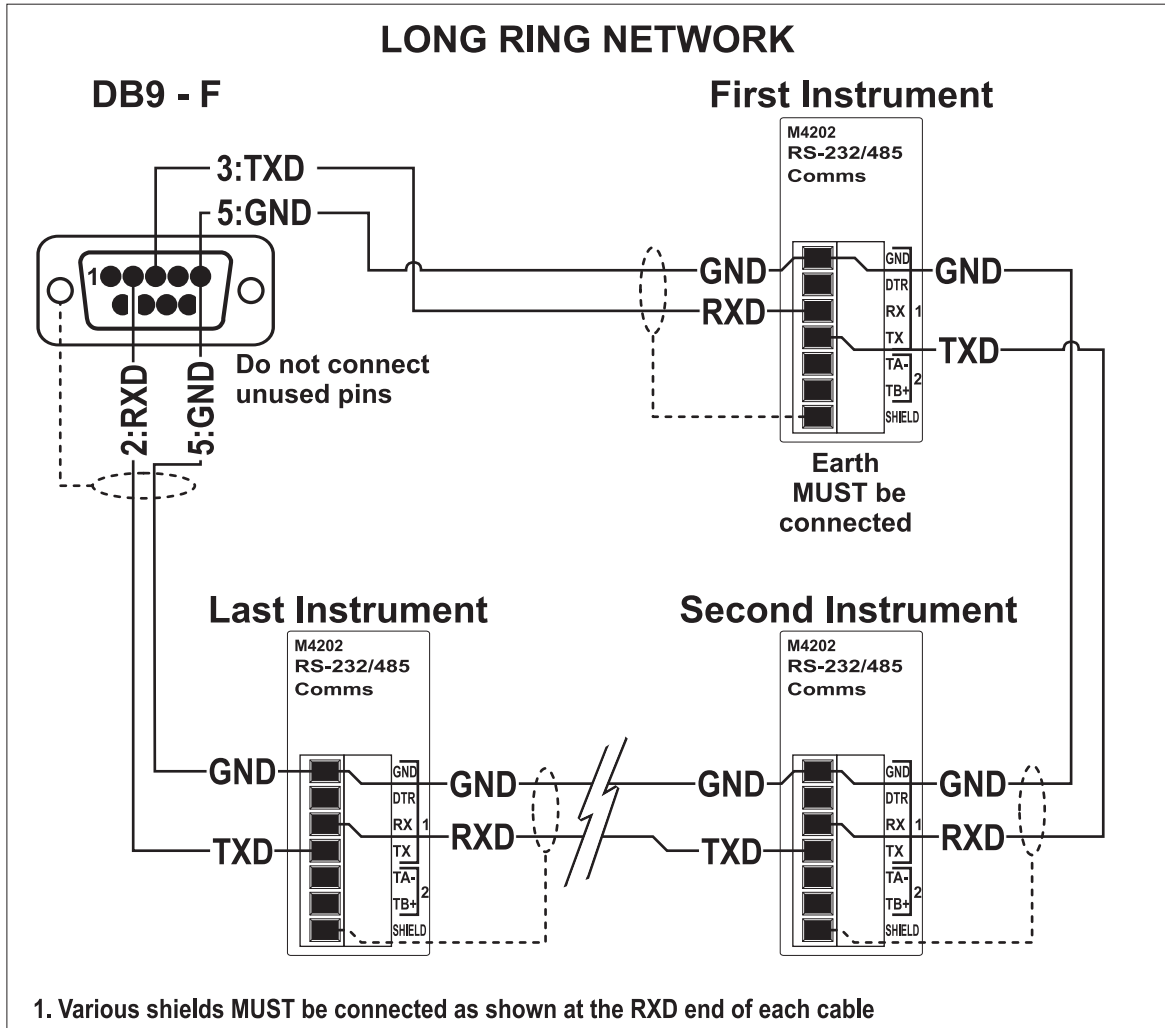 LONG RING NETWORK
DB9 - F
3:TXD
5:GND
1
Do not connect
unused pins
2:RXD
5:GND
First Instrument
M4202
RS-232/485
Comms
GND
RXD
GND
DTR
RX
TX
1
TA-
TB+
2
SHIELD
GND
TXD
Earth
MUST be
connected
Last Instrument
M4202
RS-232/485
Comms
GND
TXD
GND
DTR
RX
TX
1
TA-
TB+
2
SHIELD
GND
RXD
Second Instrument
M4202
RS-232/485
Comms
GND
TXD
GND
DTR
RX
TX
1
TA-
TB+
2
SHIELD
GND
RXD
1. Various shields MUST be connected as shown at the RXD end of each cable